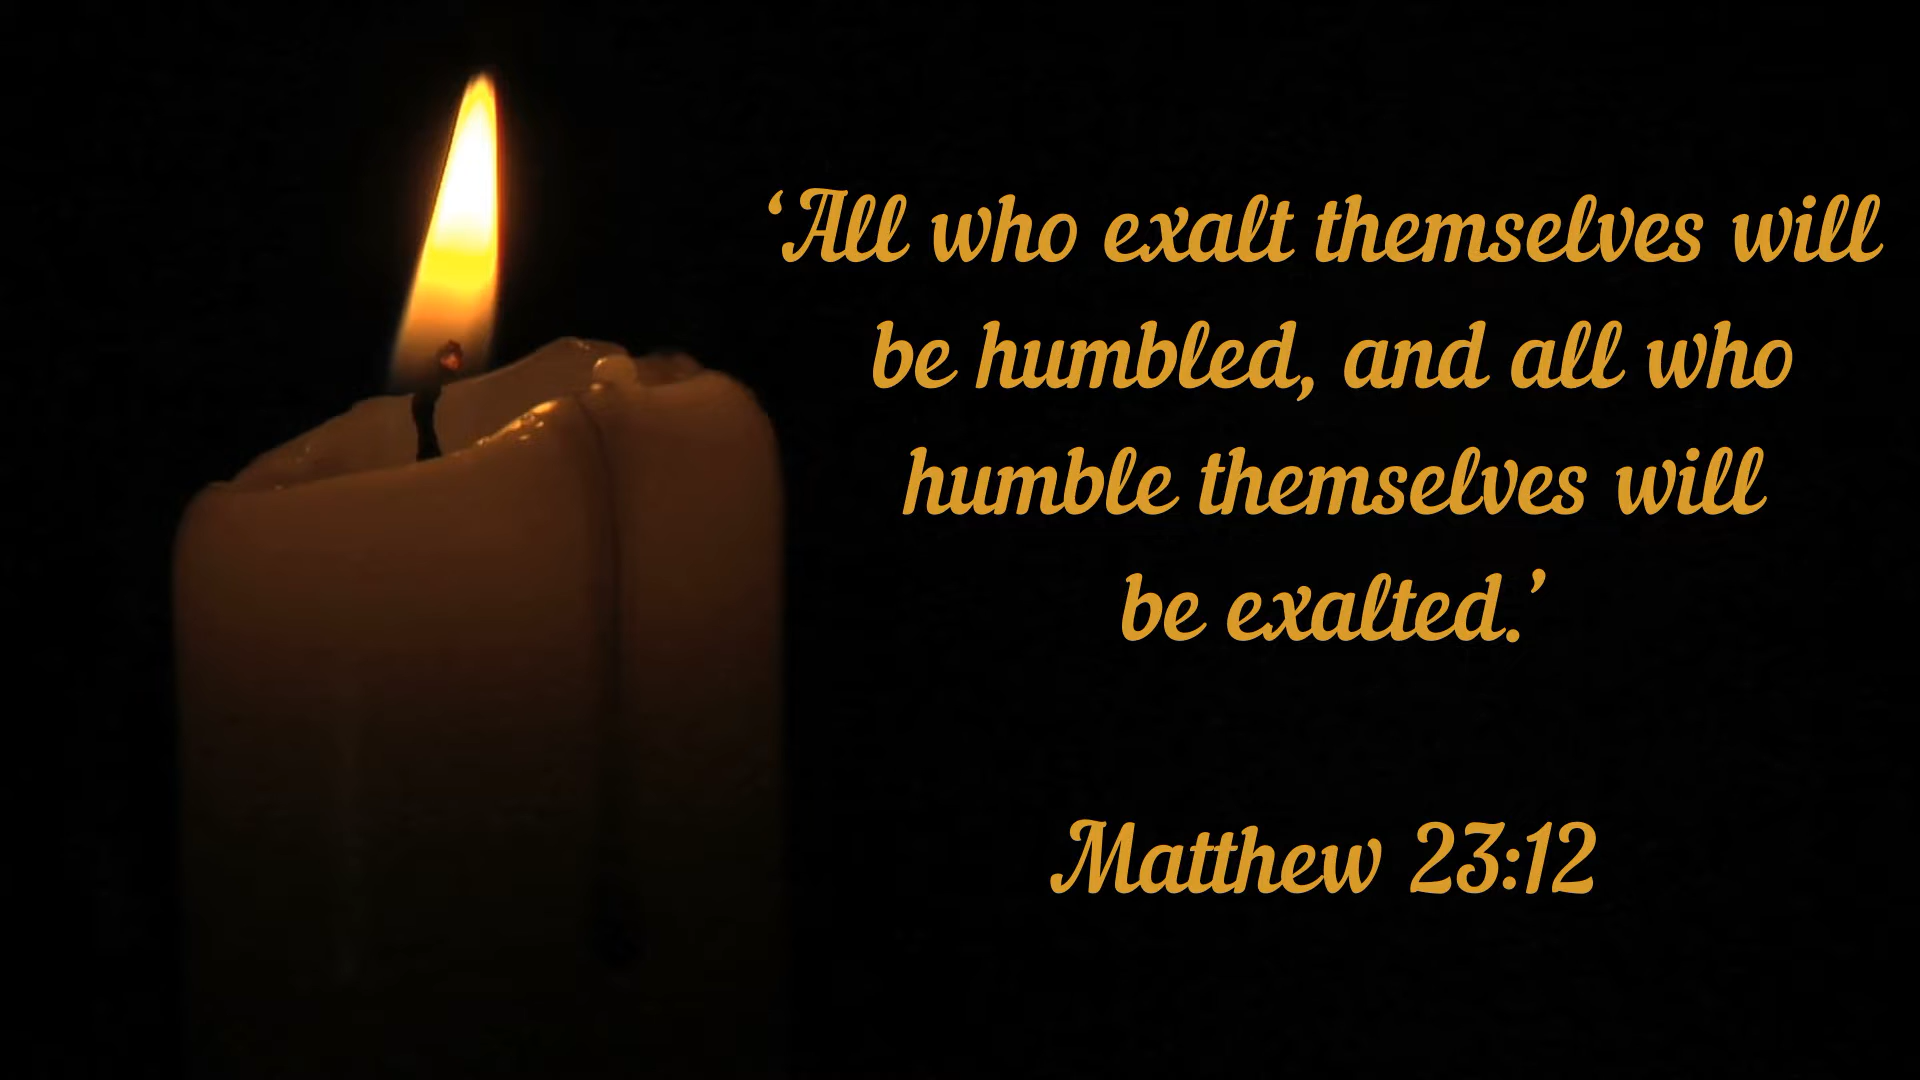 ‘All who exalt themselves will
be humbled, and all who
humble themselves will
be exalted.’
Matthew 23:12